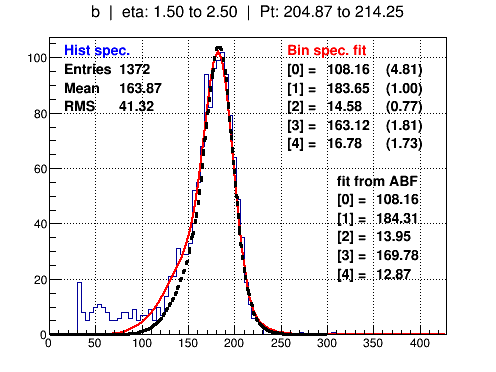 b | eta: 1.50 to 2.50 | Pt: 204.87 to 214.25
Hist spec.
Entries 1372
Mean 163.87
RMS 41.32
Bin spec. fit
[0] = 108.16 (4.81)
[1] = 183.65 (1.00)
[2] = 14.58 (0.77)
[3] = 163.12 (1.81)
[4] = 16.78 (1.73)
fit from ABF
[0] = 108.16
[1] = 184.31
[2] = 13.95
[3] = 169.78
[4] = 12.87
100
80
60
40
20
0
0 50 100 150 200 250 300 350 400